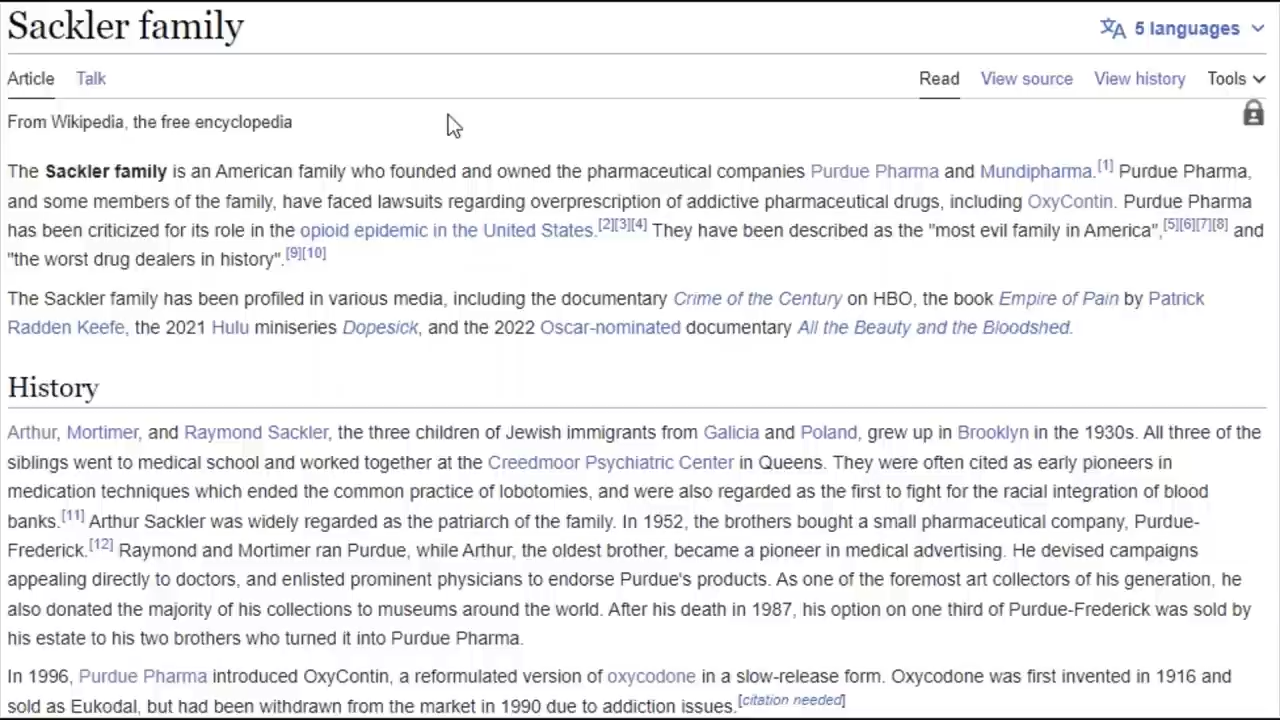 Sackler family
5 languages
Article Talk Read View source View history Tools
From Wikipedia, the free encyclopedia
The Sackler family is an American family who founded and owned the pharmaceutical companies Purdue Pharma and Mundipharma.[1] Purdue Pharma,
and some members of the family, have faced lawsuits regarding overprescription of addictive pharmaceutical drugs, including OxyContin. Purdue Pharma
has been criticized for its role in the opioid epidemic in the United States.[2][3][4] They have been described as the "most evil family in America",[5][6][7][8] and
"the worst drug dealers in history".[9][10]
The Sackler family has been profiled in various media, including the documentary Crime of the Century on HBO, the book Empire of Pain by Patrick
Radden Keefe, the 2021 Hulu miniseries Dopesick, and the 2022 Oscar-nominated documentary All the Beauty and the Bloodshed.
History
Arthur, Mortimer, and Raymond Sackler, the three children of Jewish immigrants from Galicia and Poland, grew up in Brooklyn in the 1930s. All three of the
siblings went to medical school and worked together at the Creedmoor Psychiatric Center in Queens. They were often cited as early pioneers in
medication techniques which ended the common practice of lobotomies, and were also regarded as the first to fight for the racial integration of blood
banks.[11] Arthur Sackler was widely regarded as the patriarch of the family. In 1952, the brothers bought a small pharmaceutical company, Purdue-
Frederick.[12] Raymond and Mortimer ran Purdue, while Arthur, the oldest brother, became a pioneer in medical advertising. He devised campaigns
appealing directly to doctors, and enlisted prominent physicians to endorse Purdue's products. As one of the foremost art collectors of his generation, he
also donated the majority of his collections to museums around the world. After his death in 1987, his option on one third of Purdue-Frederick was sold by
his estate to his two brothers who turned it into Purdue Pharma.
In 1996, Purdue Pharma introduced OxyContin, a reformulated version of oxycodone in a slow-release form. Oxycodone was first invented in 1916 and
sold as Eukodal, but had been withdrawn from the market in 1990 due to addiction issues.[citation needed]